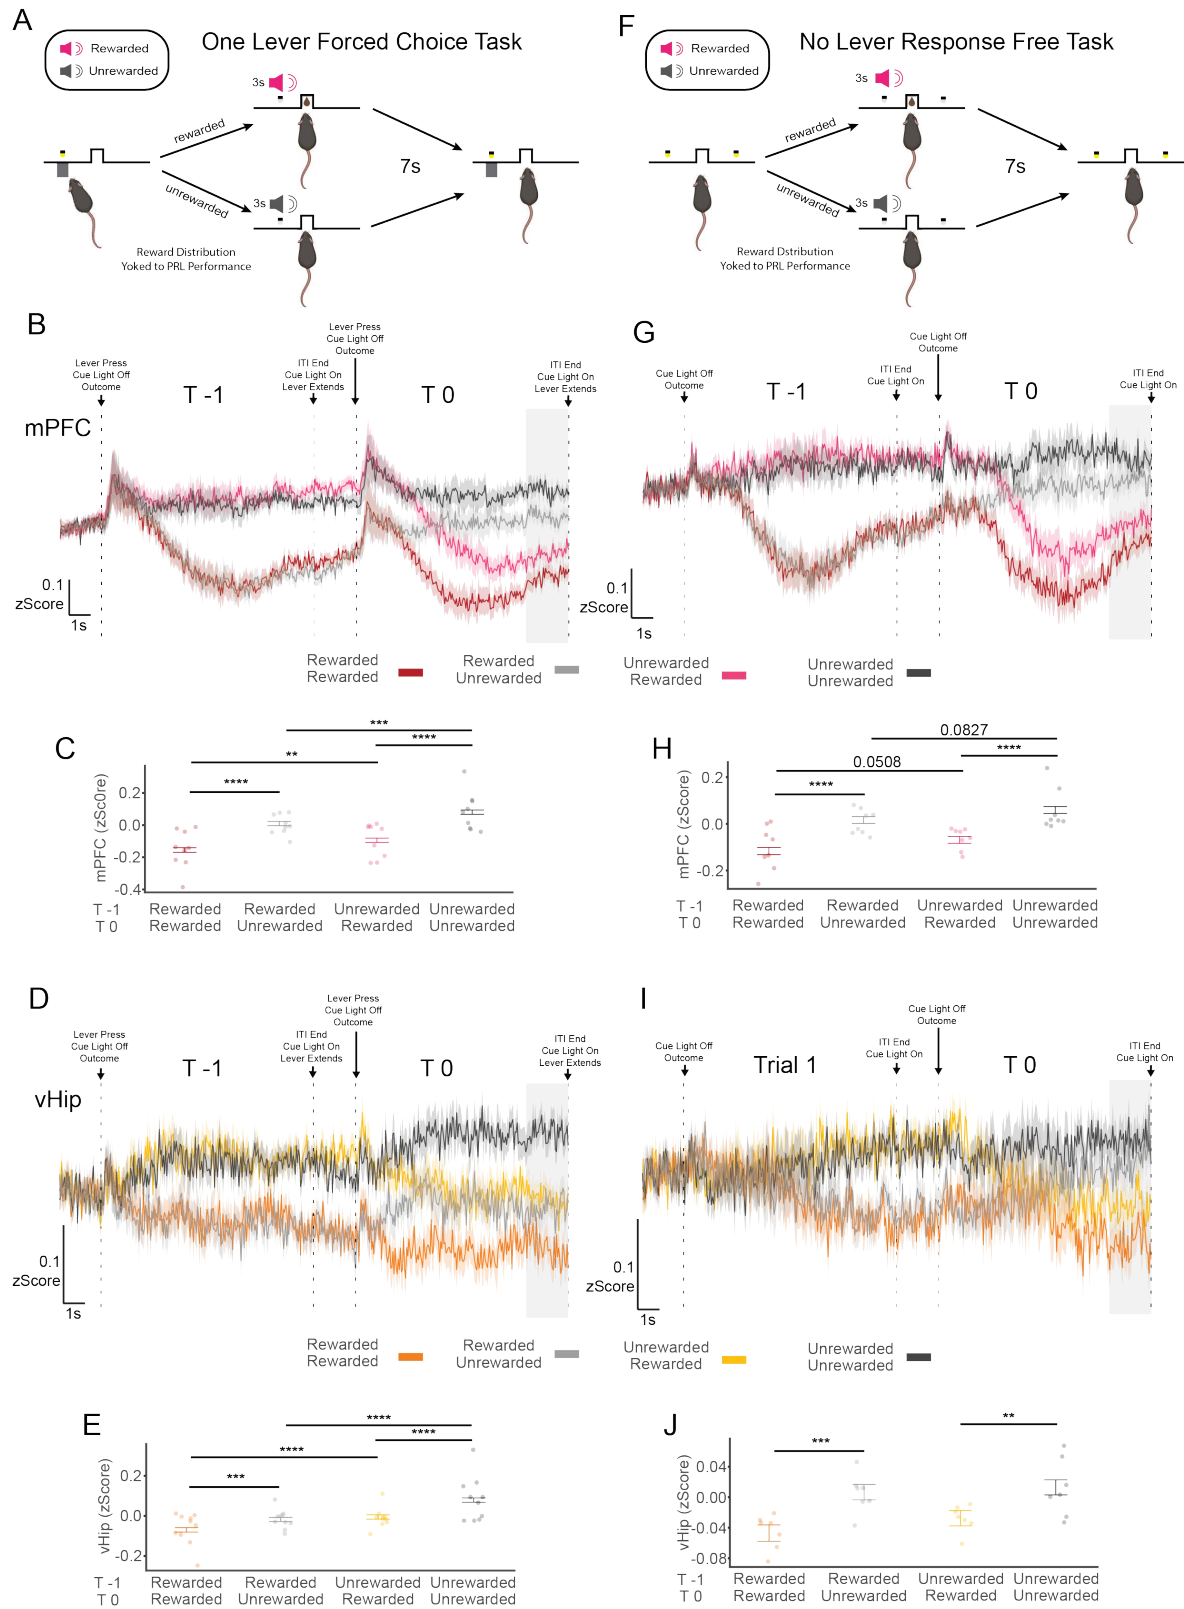 A
One Lever Forced Choice Task
Rewarded
Unrewarded
3s
rewarded
unrewarded
7s
3s
Reward Dstribution
Yoked to PRL Performance
F
No Lever Response Free Task
Rewarded
Unrewarded
3s
rewarded
unrewarded
7s
3s
Reward Dstribution
Yoked to PRL Performance
B
Lever Press
Cue Light Off
Outcome
T -1
ITI End
Cue Light On
Lever Extends
Lever Press
Cue Light Off
Outcome
T 0
ITI End
Cue Light On
Lever Extends
mPFC
0.1
zScore
1s
G
Cue Light Off
Outcome
T -1
ITI End
Cue Light On
Cue Light Off
Outcome
T 0
ITI End
Cue Light On
0.1
zScore
1s
Rewarded
Rewarded
Rewarded
Unrewarded
Unrewarded
Rewarded
Unrewarded
Unrewarded
C
mPFC (zSc0re)
0.2
0.0
-0.2
-0.4
****
**
***
****
T -1 Rewarded Rewarded Unrewarded Unrewarded
T 0 Rewarded Unrewarded Rewarded Unrewarded
H
mPFC (zScore)
0.2
0.0
-0.2
****
0.0508
0.0827
****
T -1 Rewarded Rewarded Unrewarded Unrewarded
T 0 Rewarded Unrewarded Rewarded Unrewarded
D
Lever Press
Cue Light Off
Outcome
T -1
ITI End
Cue Light On
Lever Extends
Lever Press
Cue Light Off
Outcome
T 0
ITI End
Cue Light On
Lever Extends
vHip
0.1
zScore
1s
I
Cue Light Off
Outcome
Trial 1
ITI End
Cue Light On
Cue Light Off
Outcome
T 0
ITI End
Cue Light On
0.1
zScore
1s
Rewarded
Rewarded
Rewarded
Unrewarded
Unrewarded
Rewarded
Unrewarded
Unrewarded
E
vHip (zScore)
0.2
0.0
-0.2
***
****
****
****
T -1 Rewarded Rewarded Unrewarded Unrewarded
T 0 Rewarded Unrewarded Rewarded Unrewarded
J
vHip (zScore)
0.04
0.00
-0.04
-0.08
***
**
T -1 Rewarded Rewarded Unrewarded Unrewarded
T 0 Rewarded Unrewarded Rewarded Unrewarded